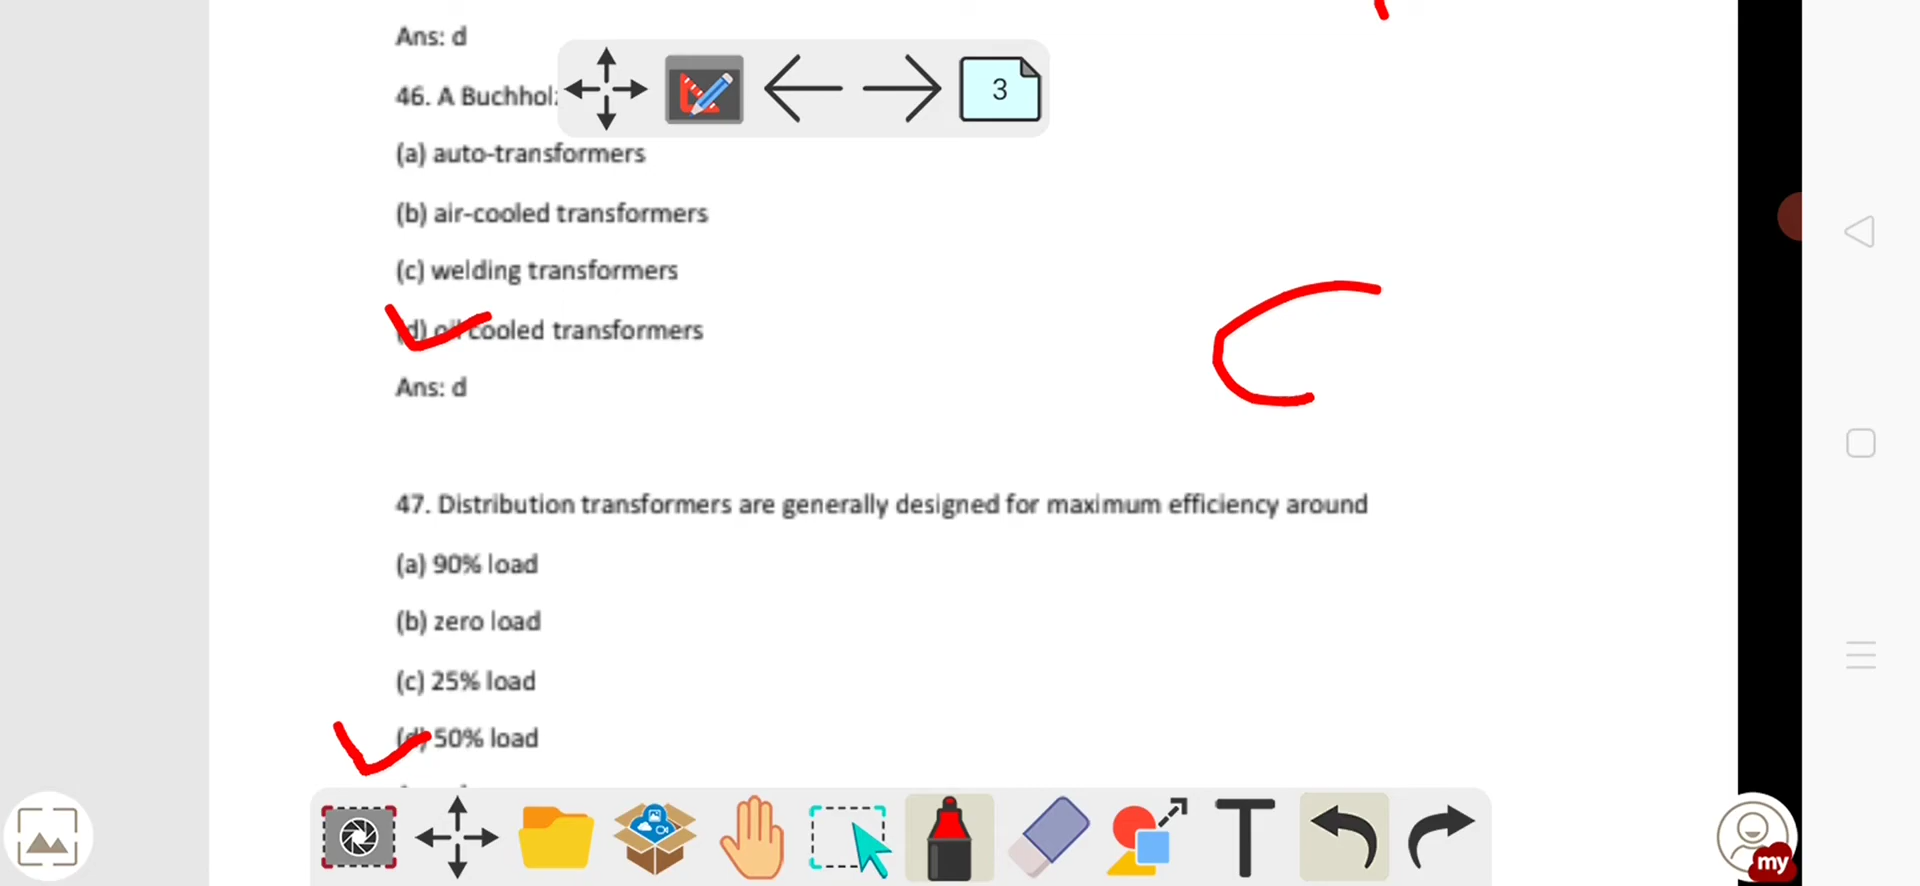 Ans: d
46. A Buchhol
3
(a) auto-transformers
(b) air-cooled transformers
(c) welding transformers
(d) oil cooled transformers
Ans: d
47. Distribution transformers are generally designed for maximum efficiency around
(a) 90% load
(b) zero load
(c) 25% load
(d) 50% load
T
my